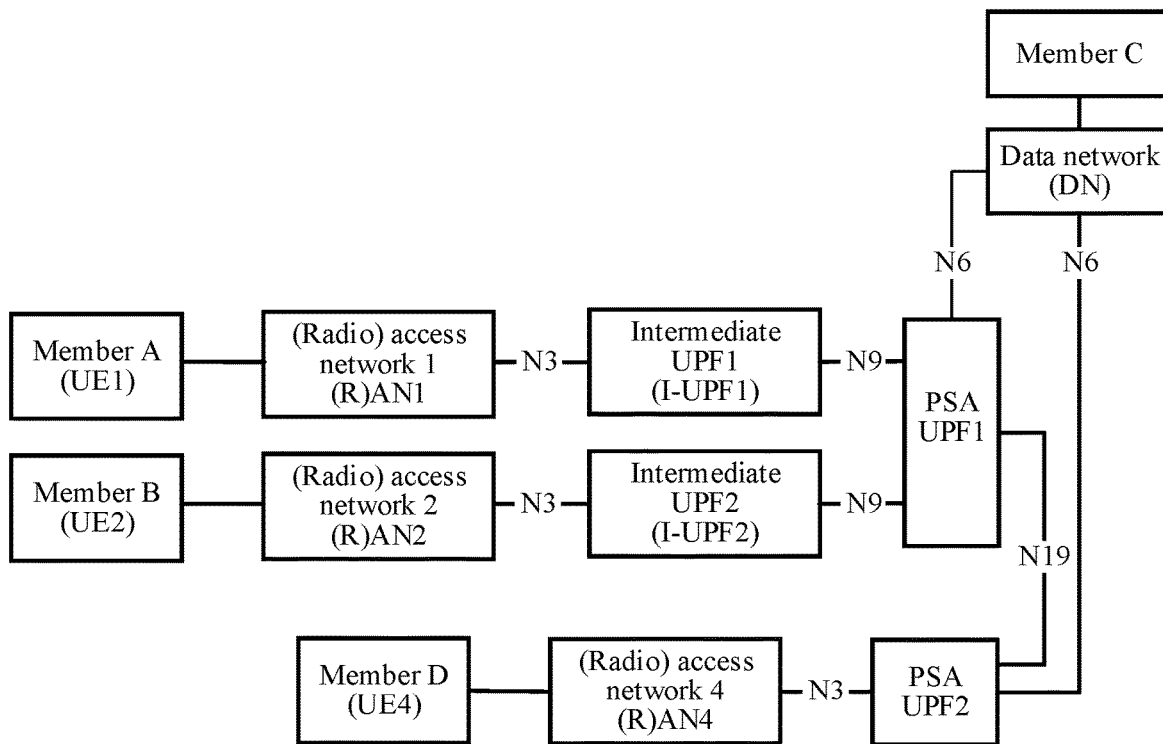 Member C
Data network
(DN)
N6
N6
Member A
(UE1)
(Radio) access
network 1
(R)AN1
N3
Intermediate
UPF1
(I-UPF1)
N9
PSA
UPF1
Member B
(UE2)
(Radio) access
network 2
(R)AN2
N3
Intermediate
UPF2
(I-UPF2)
N9
N19
Member D
(UE4)
(Radio) access
network 4
(R)AN4
N3
PSA
UPF2